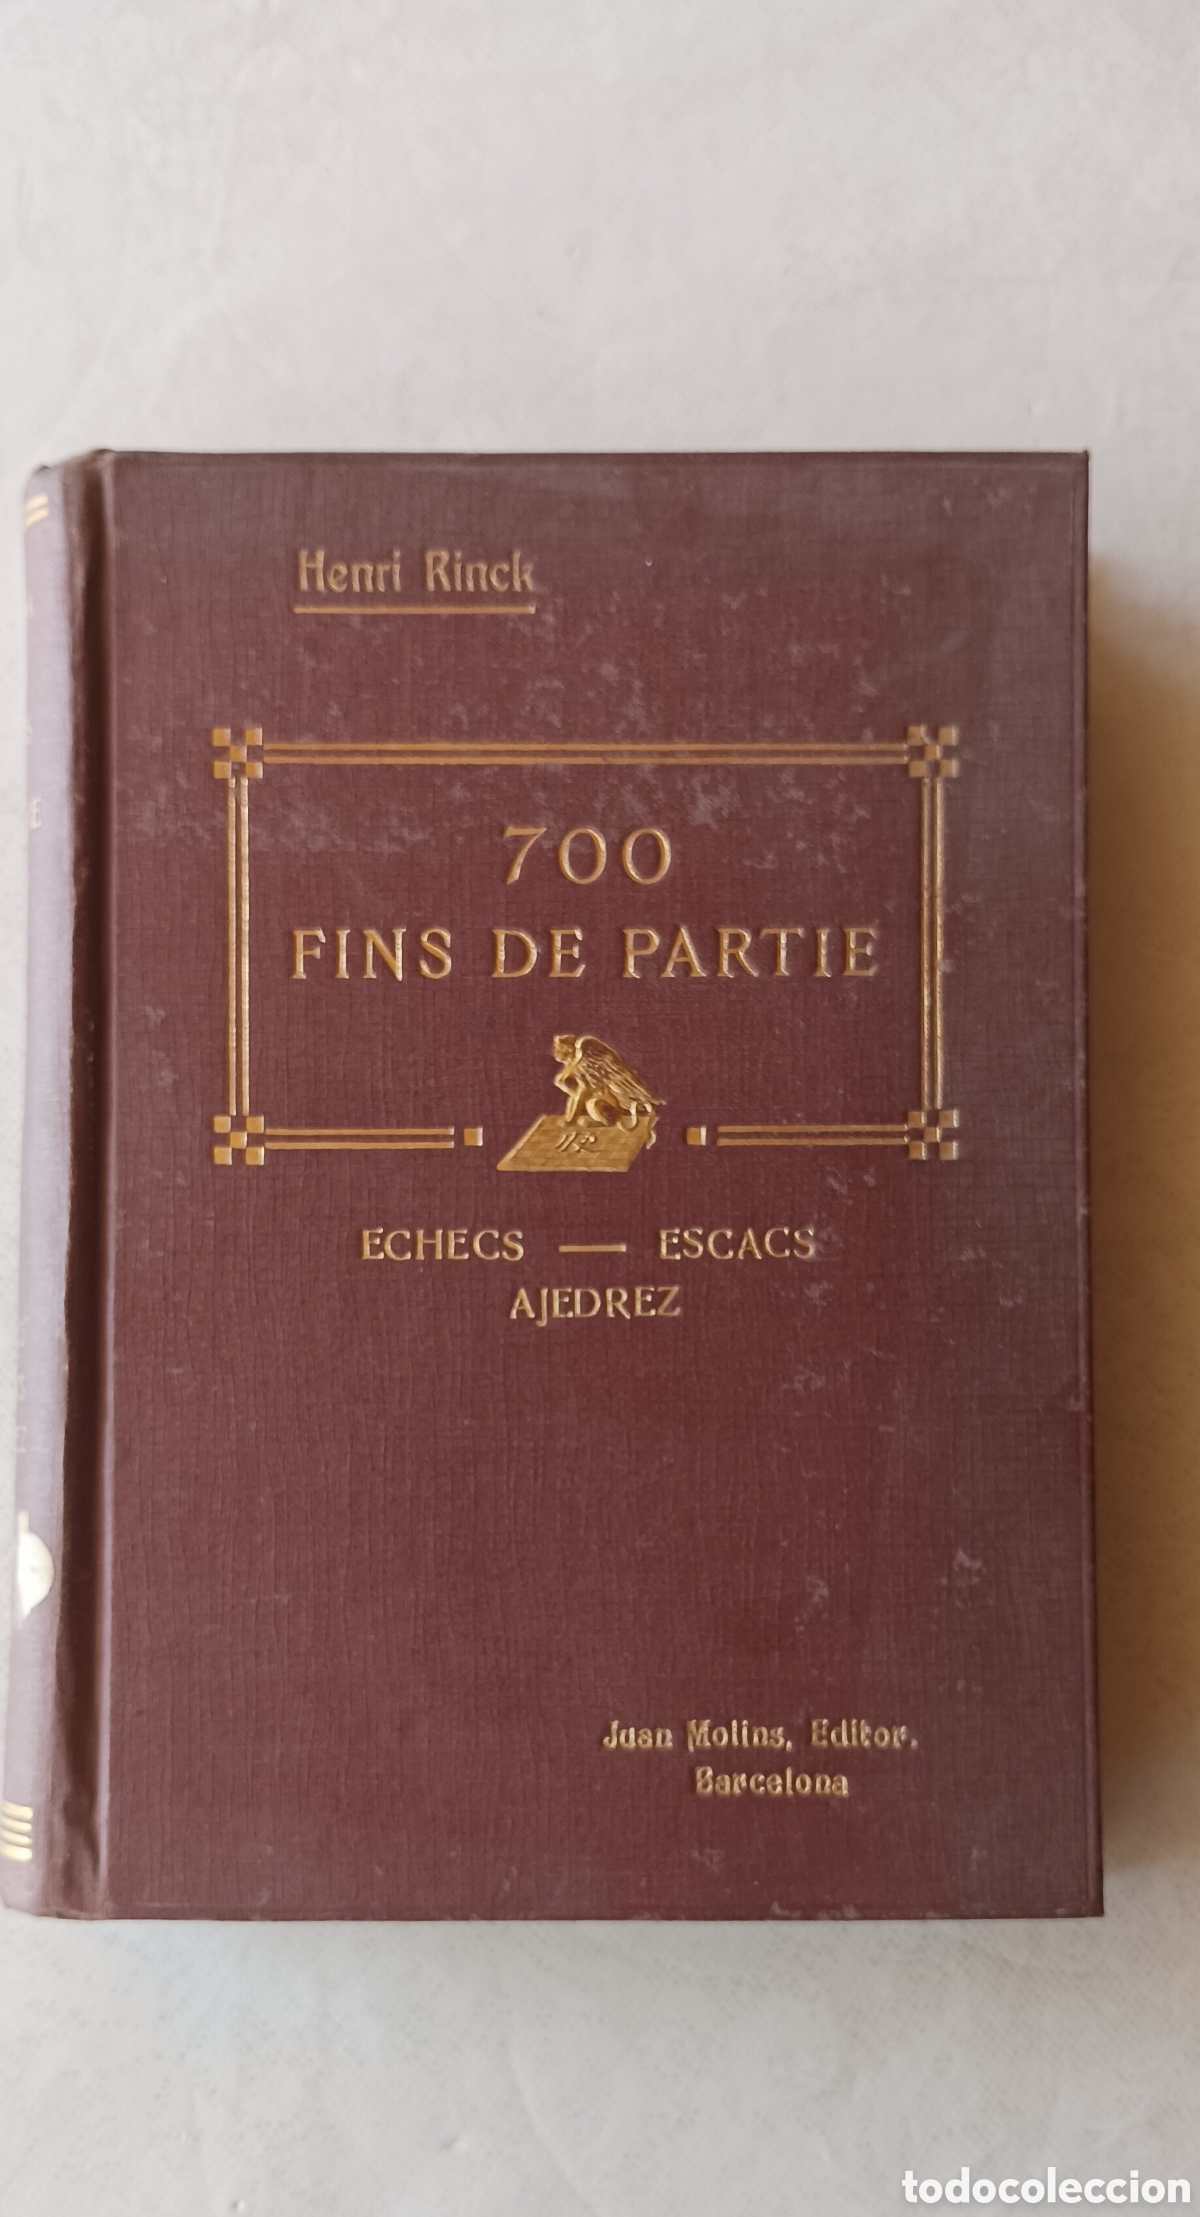 Henri Rinck
700
FINS DE PARTIE
ECHECS — ESCACS
AJEDREZ
Juan Molins, Editor.
Barcelona
todocoleccion